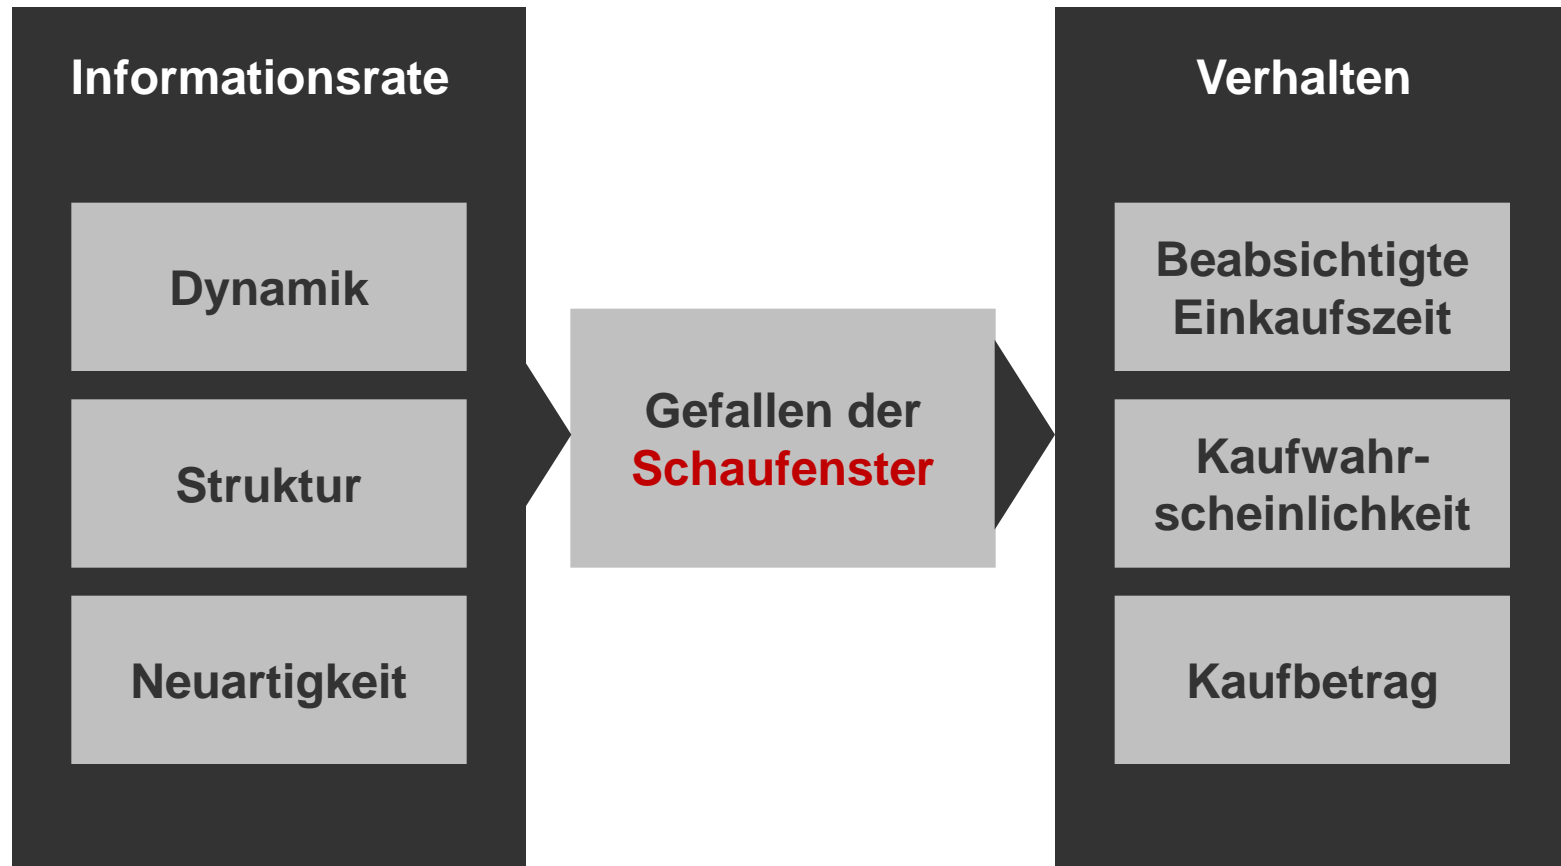 Informationsrate
Dynamik
Struktur
Neuartigkeit
Gefallen der
Schaufenster
Verhalten
Beabsichtigte
Einkaufszeit
Kaufwahr-
scheinlichkeit
Kaufbetrag